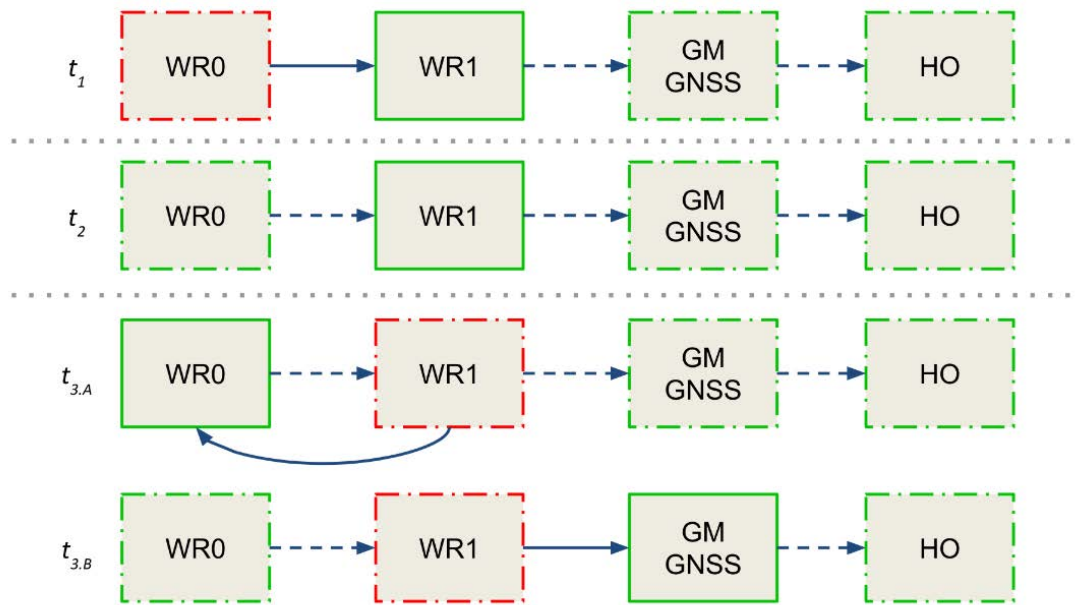 t1 WR0 WR1 GM GNSS HO
t2 WR0 WR1 GM GNSS HO
t3.A WR0 WR1 GM GNSS HO
t3.B WR0 WR1 GM GNSS HO